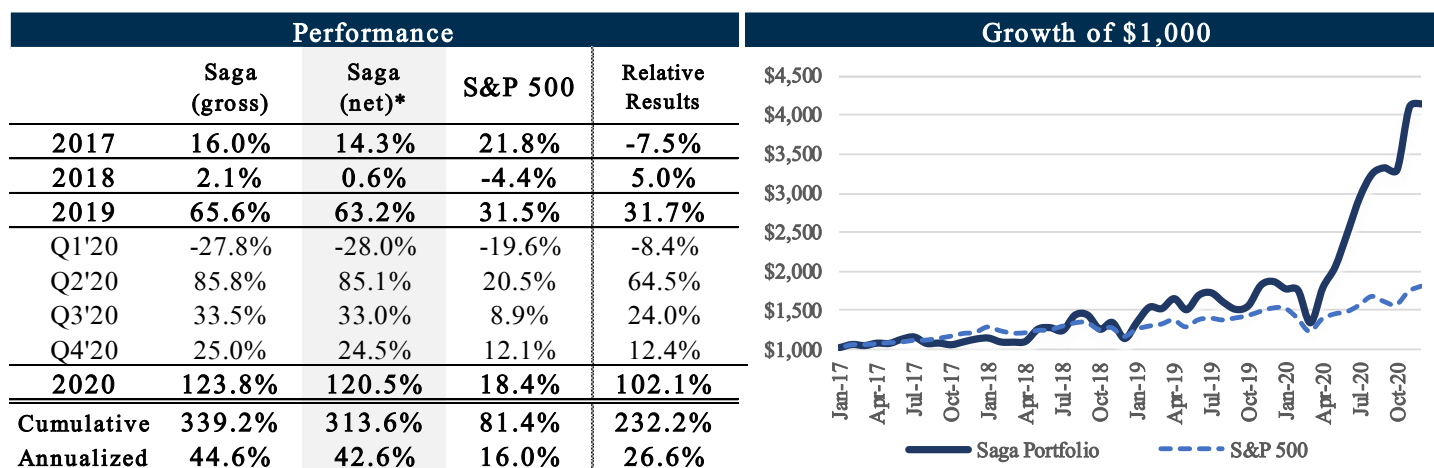 Performance
Saga (gross) Saga (net)* S&P 500 Relative Results
2017 16.0% 14.3% 21.8% -7.5%
2018 2.1% 0.6% -4.4% 5.0%
2019 65.6% 63.2% 31.5% 31.7%
Q1'20 -27.8% -28.0% -19.6% -8.4%
Q2'20 85.8% 85.1% 20.5% 64.5%
Q3'20 33.5% 33.0% 8.9% 24.0%
Q4'20 25.0% 24.5% 12.1% 12.4%
2020 123.8% 120.5% 18.4% 102.1%
Cumulative 339.2% 313.6% 81.4% 232.2%
Annualized 44.6% 42.6% 16.0% 26.6%
Growth of $1,000
$4,500
$4,000
$3,500
$3,000
$2,500
$2,000
$1,500
$1,000
Jan-17 Apr-17 Jul-17 Oct-17 Jan-18 Apr-18 Jul-18 Oct-18 Jan-19 Apr-19 Jul-19 Oct-19 Jan-20 Apr-20 Jul-20 Oct-20
Saga Portfolio S&P 500